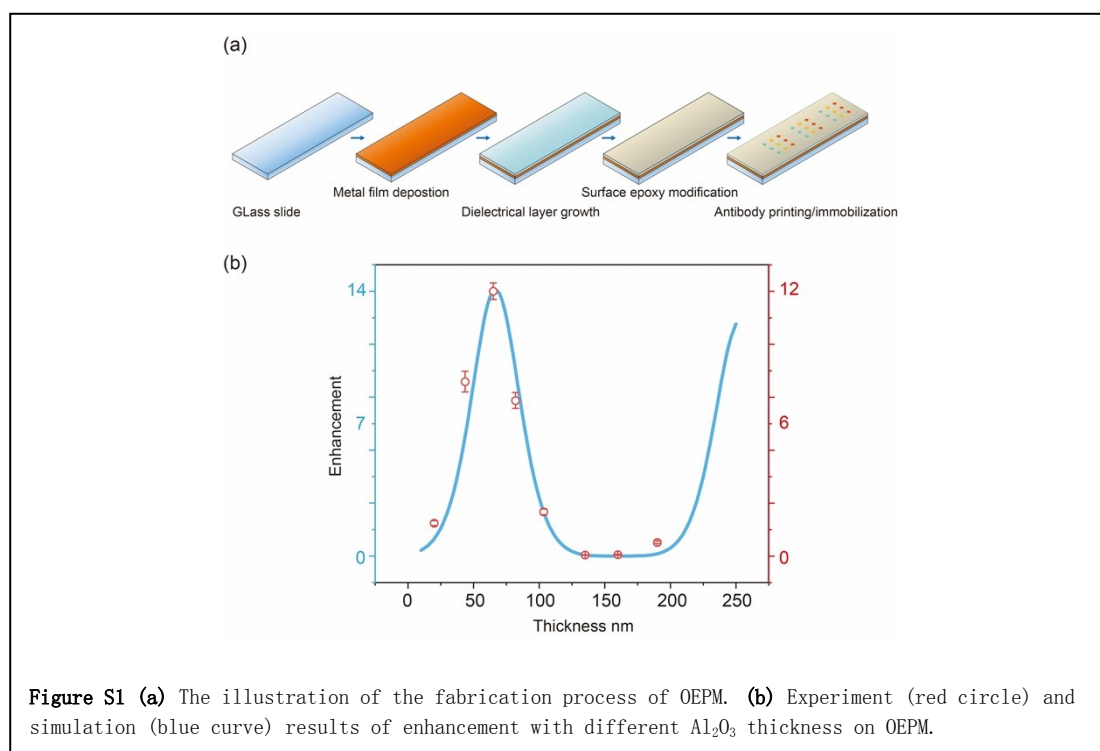 (a)
Metal film depostion
Surface epoxy modification
GLass slide
Dielectrical layer growth
Antibody printing/immobilization
(b)
14
12
7
6
0
0
Enhancement
0 50 100 150 200 250
Thickness nm
Figure S1 (a) The illustration of the fabrication process of OEPM. (b) Experiment (red circle) and
simulation (blue curve) results of enhancement with different Al₂O₃ thickness on OEPM.